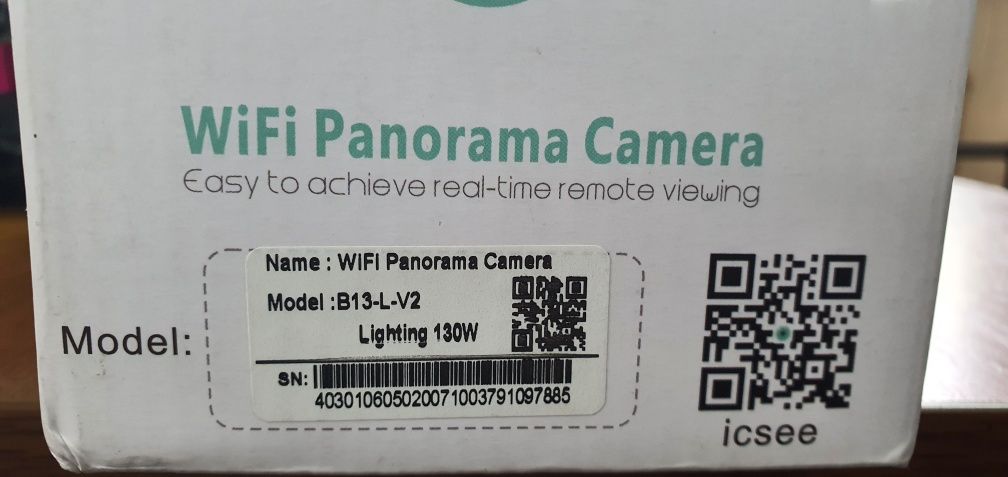 WiFi Panorama Camera
Easy to achieve real-time remote viewing
Model:
Name : WIFI Panorama Camera
Model :B13-L-V2
Lighting 130W
SN:
403010605020071003791097885
icsee